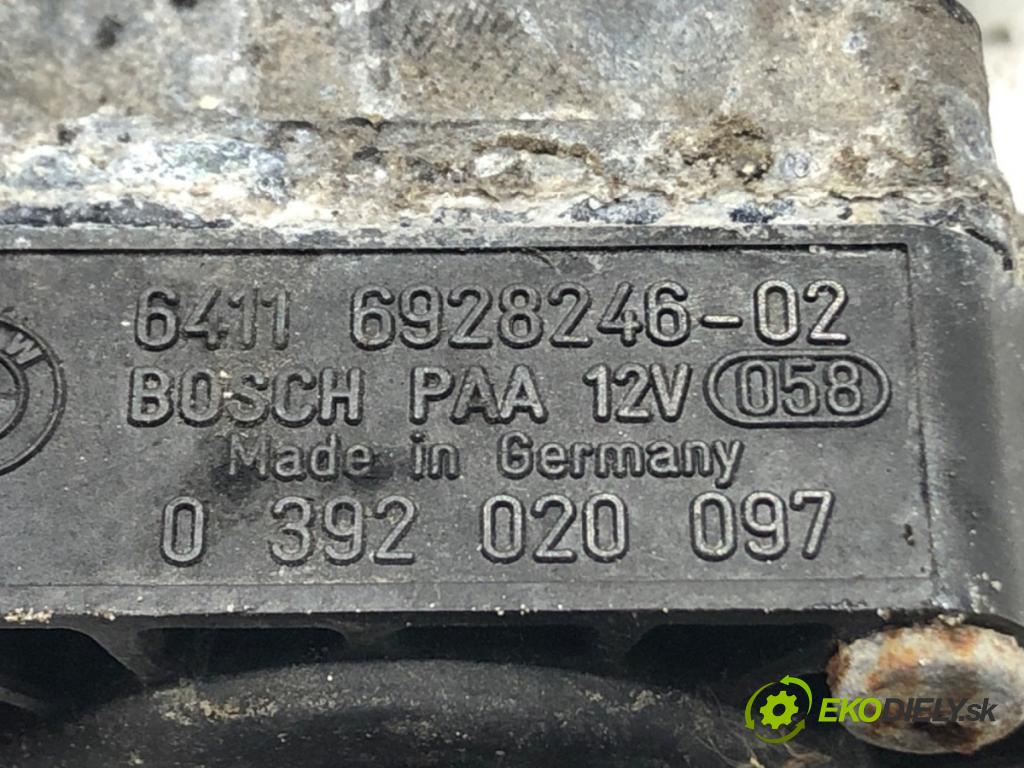 6411 6928246-02
BOSCH PAA 12V 058
Made in Germany
0 392 020 097
EKODIELY.sk